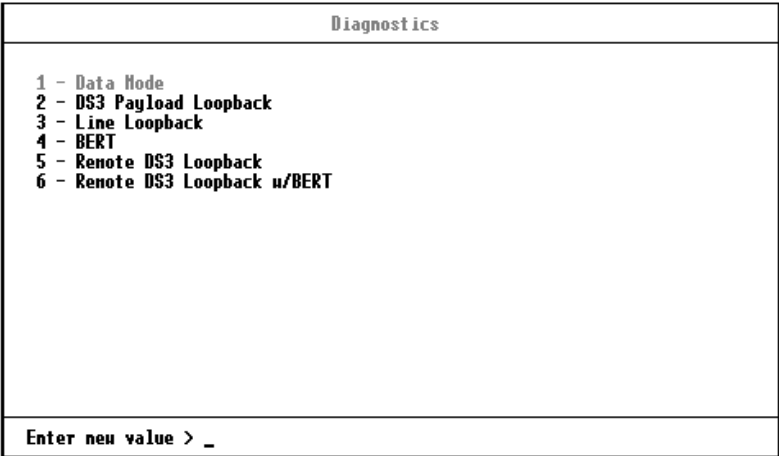 Diagnostics
1 - Data Mode
2 - DS3 Payload Loopback
3 - Line Loopback
4 - BERT
5 - Remote DS3 Loopback
6 - Remote DS3 Loopback w/BERT
Enter new value > _